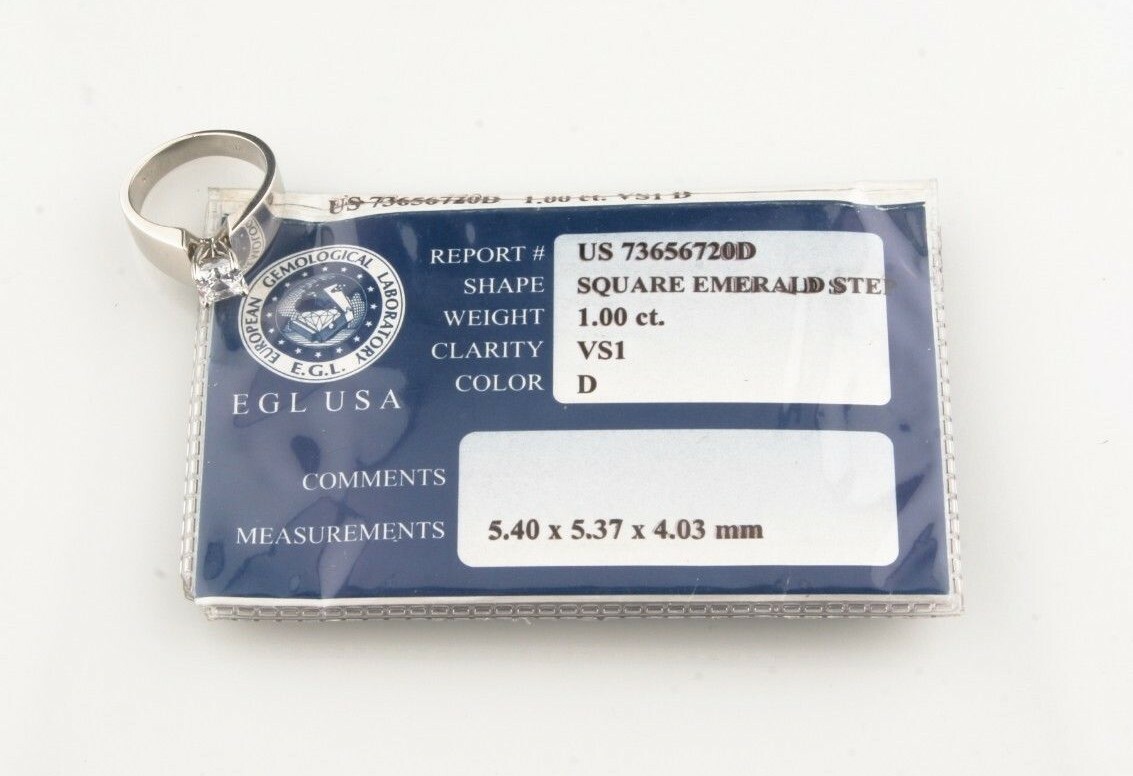 US 73656720D 1.00 ct. VS1 D
EUROPEAN GEMOLOGICAL LABORATORY
E.G.L.
EGL USA
REPORT # US 73656720D
SHAPE SQUARE EMERALD STEP
WEIGHT 1.00 ct.
CLARITY VS1
COLOR D
COMMENTS
MEASUREMENTS 5.40 x 5.37 x 4.03 mm